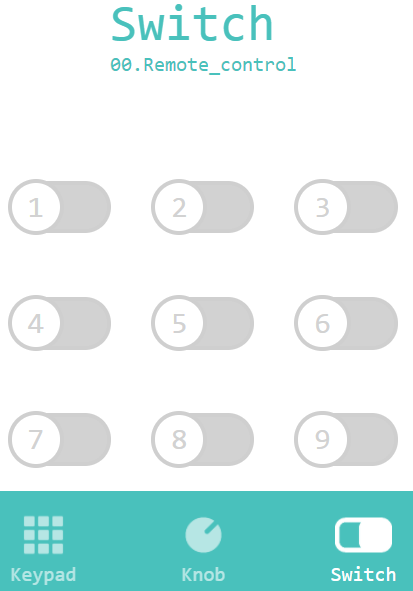 Switch
00.Remote_control
1 2 3
4 5 6
7 8 9
Keypad Knob Switch